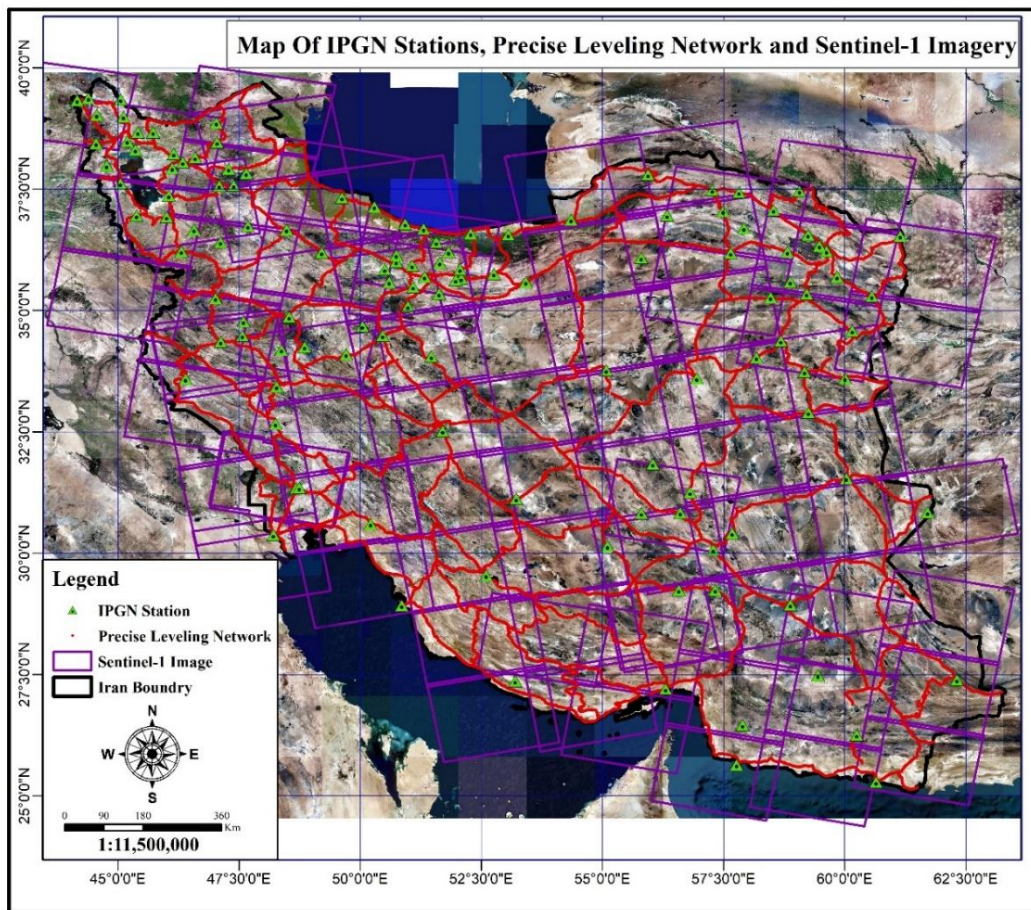 Map Of IPGN Stations, Precise Leveling Network and Sentinel-1 Imagery
40°0'0"N
37°30'0"N
35°0'0"N
32°30'0"N
30°0'0"N
27°30'0"N
25°0'0"N
Legend
IPGN Station
Precise Leveling Network
Sentinel-1 Image
Iran Boundry
N
W E
S
0 90 180 360
Km
1:11,500,000
45°0'0"E 47°30'0"E 50°0'0"E 52°30'0"E 55°0'0"E 57°30'0"E 60°0'0"E 62°30'0"E